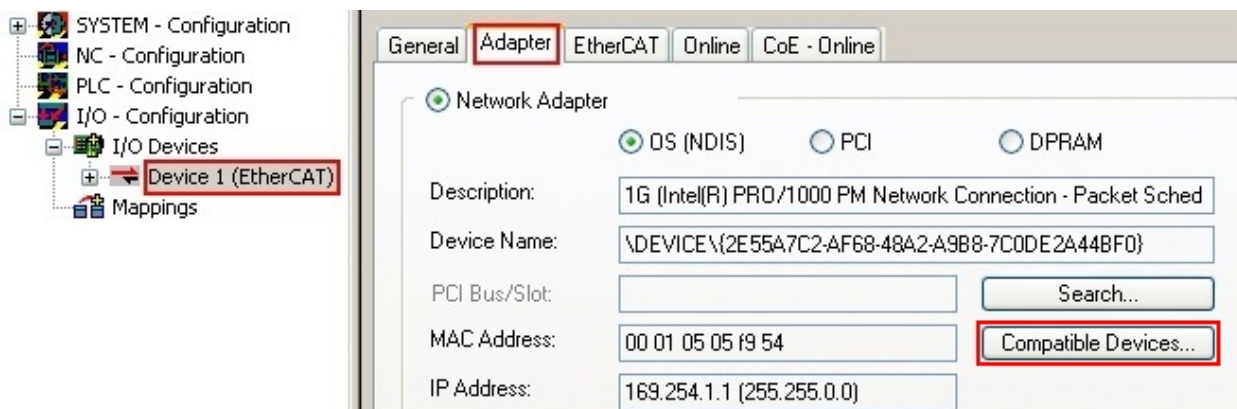 SYSTEM - Configuration
NC - Configuration
PLC - Configuration
I/O - Configuration
I/O Devices
Device 1 (EtherCAT)
Mappings
General Adapter EtherCAT Online CoE - Online
Network Adapter
OS (NDIS) PCI DPRAM
Description: 1G (Intel(R) PRO/1000 PM Network Connection - Packet Sched
Device Name: \DEVICE\{2E55A7C2-AF68-48A2-A9B8-7C0DE2A44BF0}
PCI Bus/Slot: Search...
MAC Address: 00 01 05 05 f9 54 Compatible Devices...
IP Address: 169.254.1.1 (255.255.0.0)